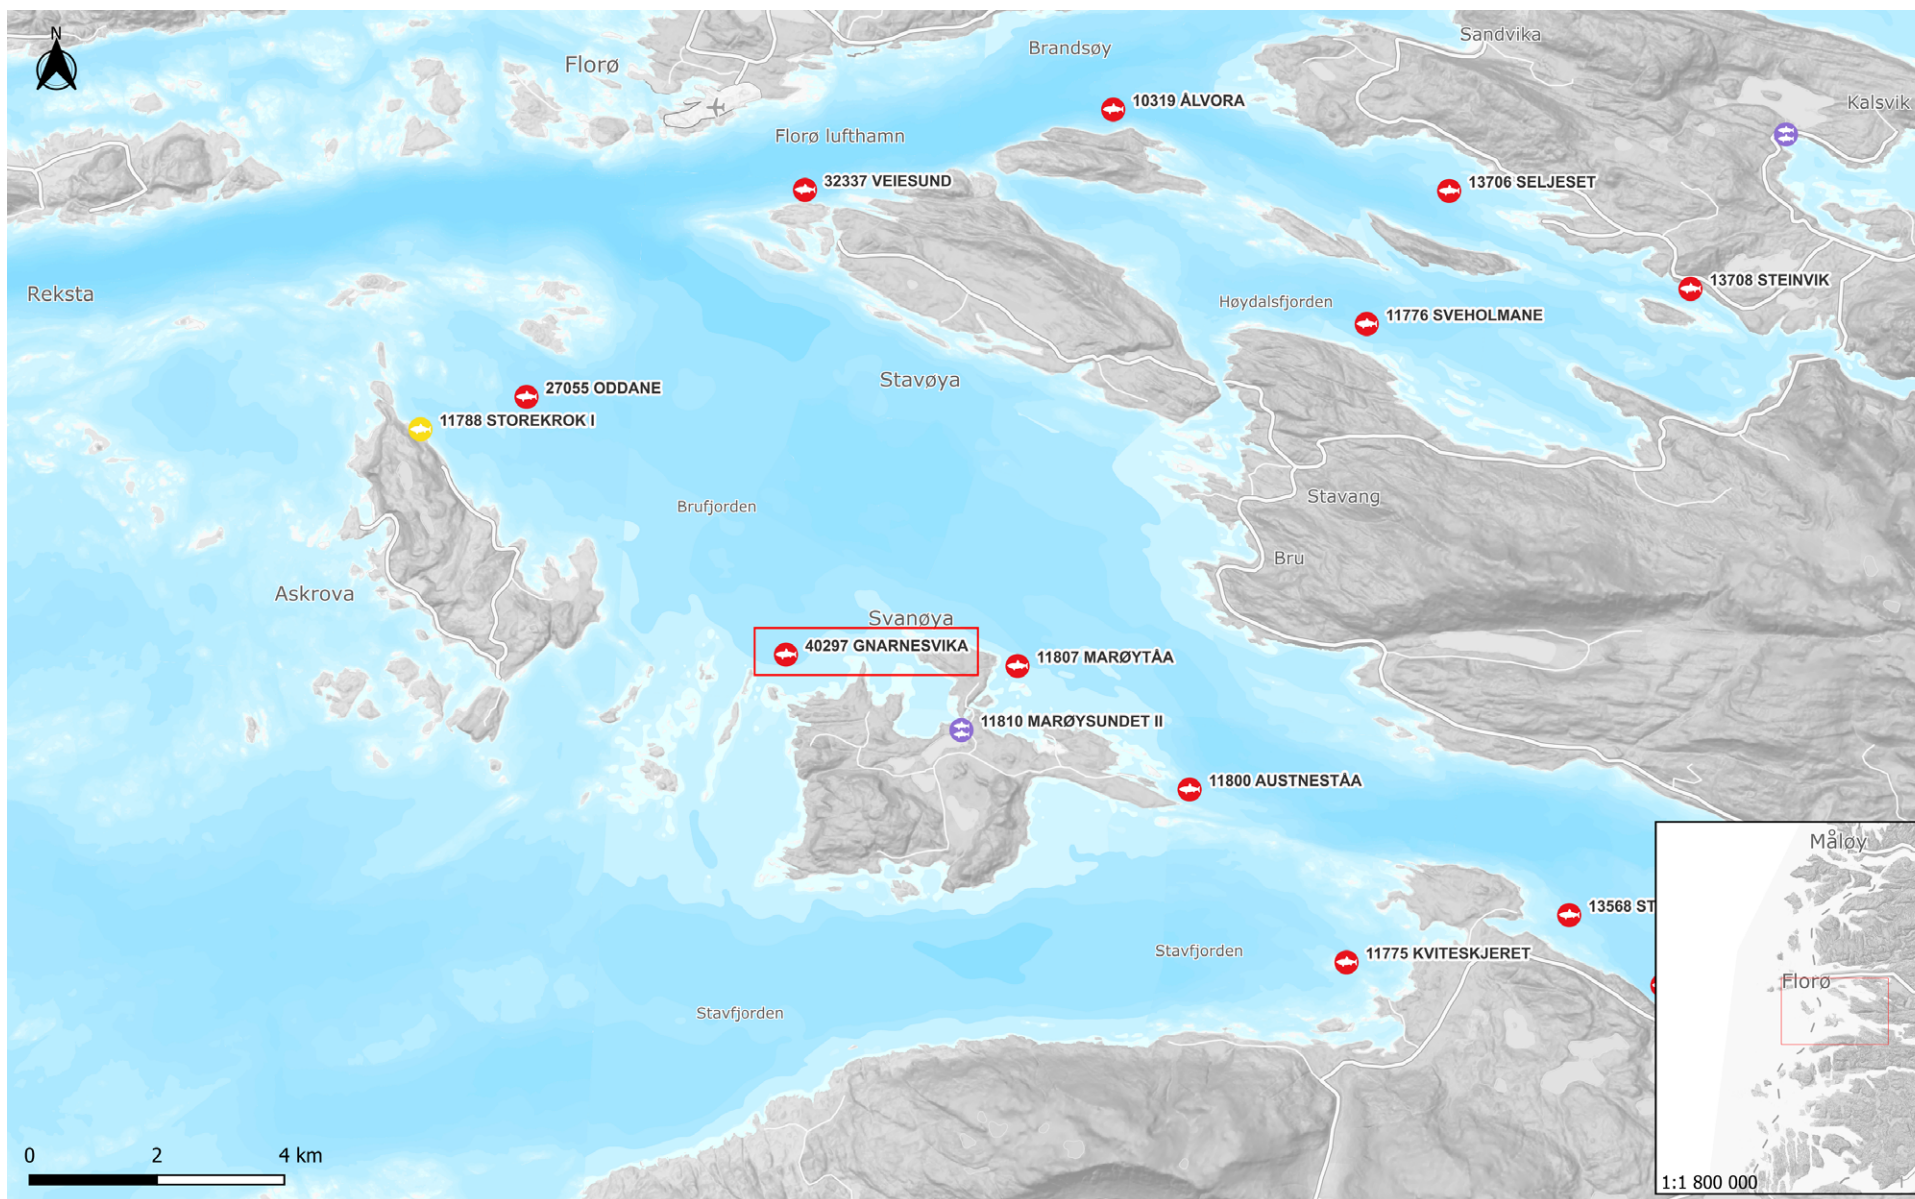 N
Florø
Brandsøy
Sandvika
Kalsvik
10319 ÅLVORA
Florø lufthamn
32337 VEIESUND
13706 SELJESET
13708 STEINVIK
Reksta
Høydalsfjorden
11776 SVEHOLMANE
27055 ODDANE
Stavøya
11788 STOREKROK I
Brufjorden
Stavang
Bru
Askrova
Svanøya
40297 GNARNESVIKA
11807 MARØYTÅA
11810 MARØYSUNDET II
11800 AUSTNESTÅA
13568 ST
Stavfjorden
11775 KVITESKJERET
Stavfjorden
Måløy
Florø
0 2 4 km
1:1 800 000